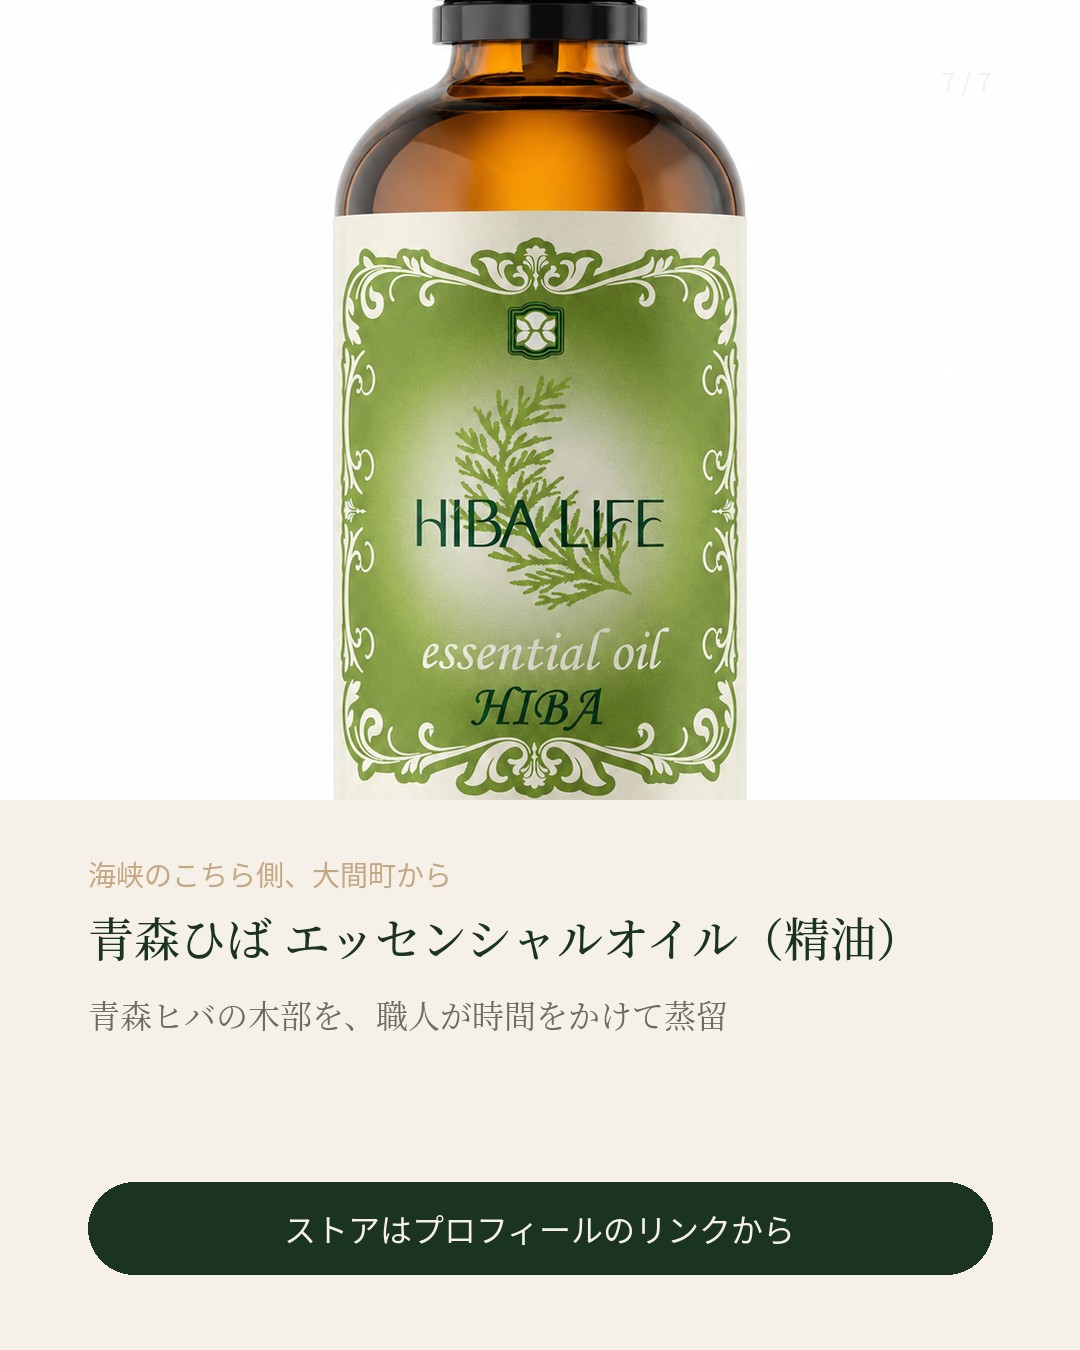 7 / 7
HIBA LIFE
essential oil
HIBA
海峡のこちら側、大間町から
青森ひば エッセンシャルオイル（精油）
青森ヒバの木部を、職人が時間をかけて蒸留
ストアはプロフィールのリンクから